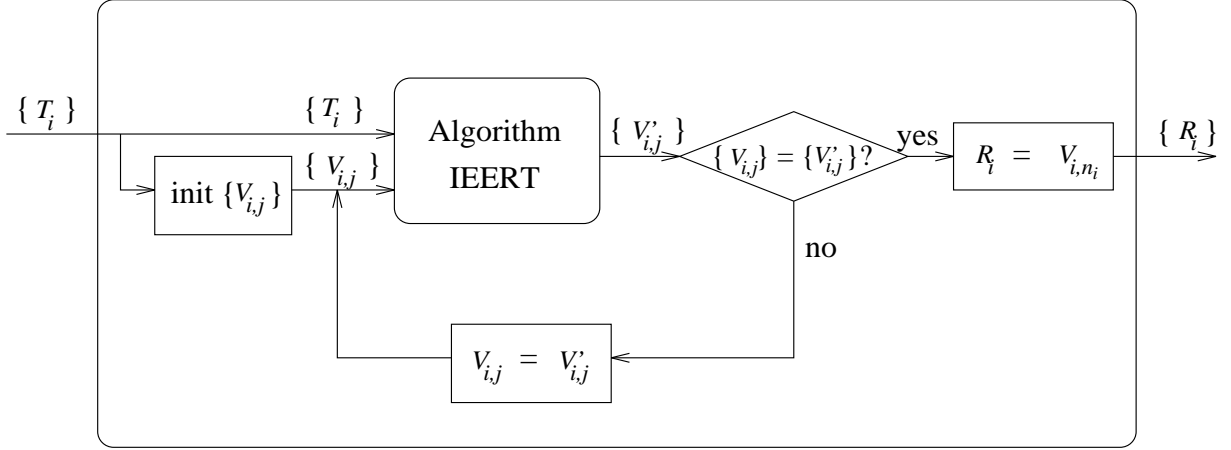 { T_i }
{ T_i }
Algorithm
IEERT
init {V_{i,j}}
{ V_{i,j} }
{ V'_{i,j} }
{ V_{i,j} } = {V'_{i,j}}?
yes
R_i = V_{i,n_i}
{ R_i }
no
V_{i,j} = V'_{i,j}